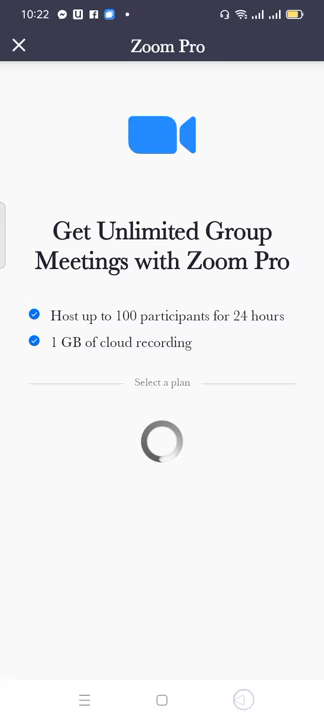 10:22
Zoom Pro
Get Unlimited Group
Meetings with Zoom Pro
Host up to 100 participants for 24 hours
1 GB of cloud recording
Select a plan